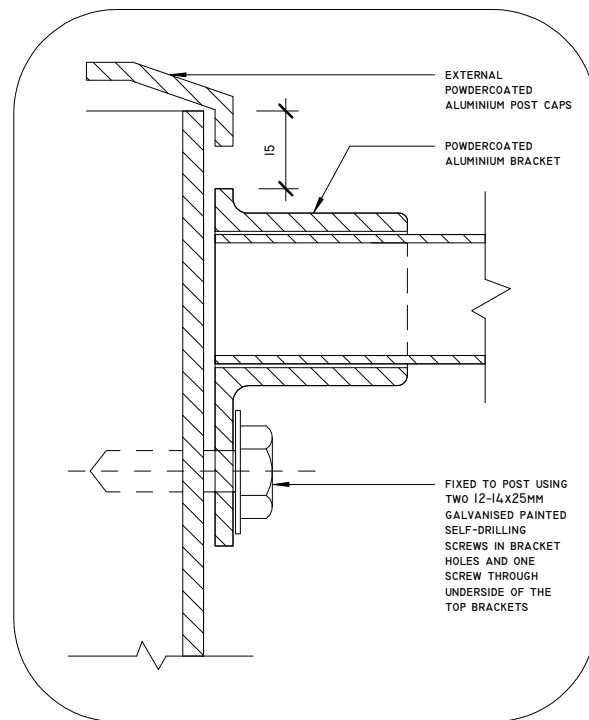 EXTERNAL
POWDERCOATED
ALUMINIUM POST CAPS
15
POWDERCOATED
ALUMINIUM BRACKET
FIXED TO POST USING
TWO 12-14X25MM
GALVANISED PAINTED
SELF-DRILLING
SCREWS IN BRACKET
HOLES AND ONE
SCREW THROUGH
UNDERSIDE OF THE
TOP BRACKETS